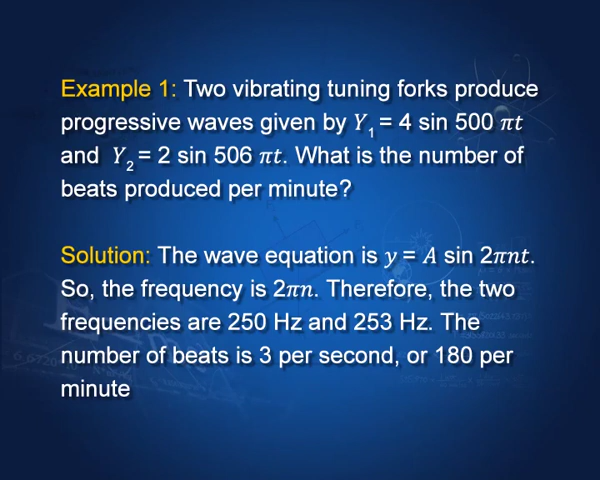 Example 1: Two vibrating tuning forks produce
progressive waves given by Y₁ = 4 sin 500 πt
and Y₂ = 2 sin 506 πt. What is the number of
beats produced per minute?
Solution: The wave equation is y = A sin 2πnt.
So, the frequency is 2πn. Therefore, the two
frequencies are 250 Hz and 253 Hz. The
number of beats is 3 per second, or 180 per
minute